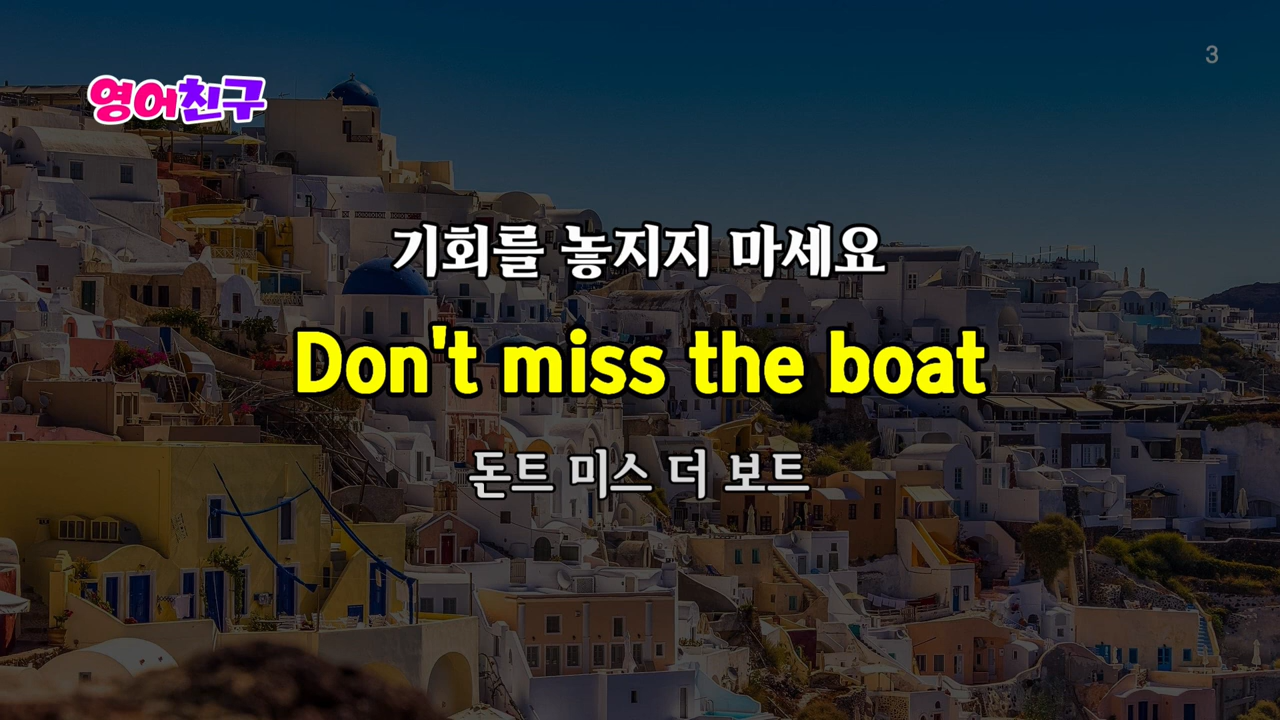 영어친구
3
기회를 놓지지 마세요
Don't miss the boat
돈트 미스 더 보트